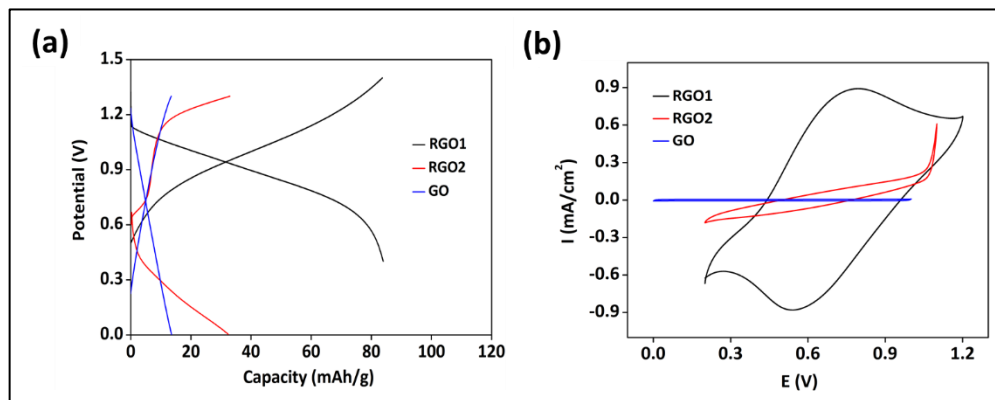 (a)
1.5
1.2
0.9
0.6
0.3
0.0
Potential (V)
RGO1
RGO2
GO
0 20 40 60 80 100 120
Capacity (mAh/g)
(b)
0.9
0.6
0.3
0.0
-0.3
-0.6
-0.9
I (mA/cm²)
RGO1
RGO2
GO
0.0 0.3 0.6 0.9 1.2
E (V)